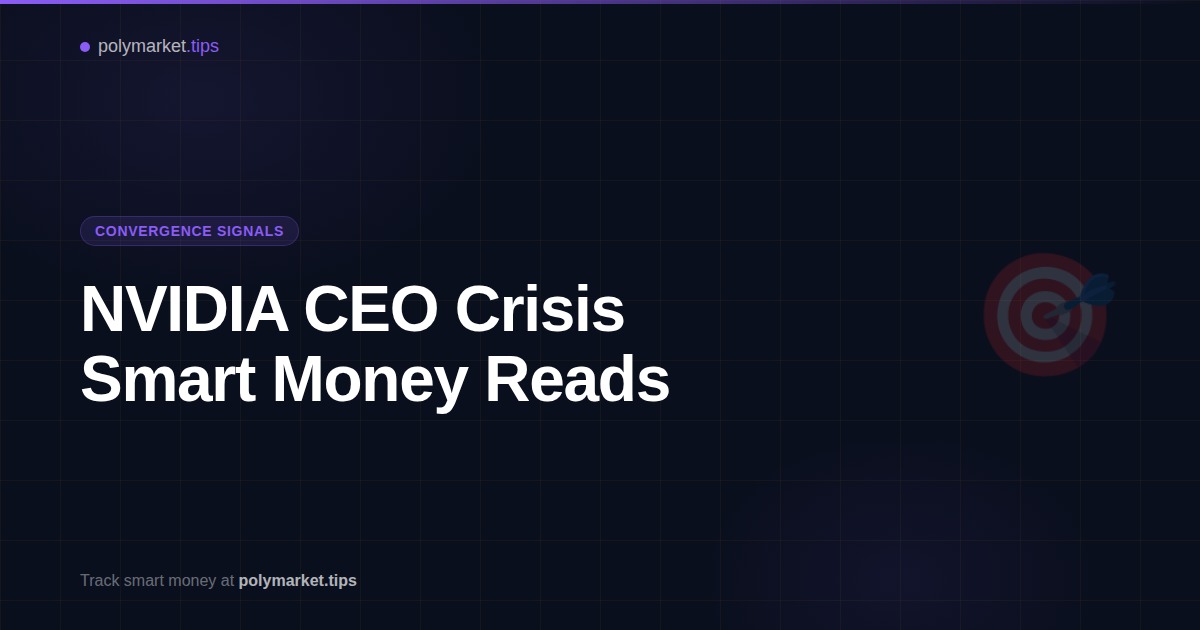 polymarket.tips
CONVERGENCE SIGNALS
NVIDIA CEO Crisis
Smart Money Reads
Track smart money at polymarket.tips